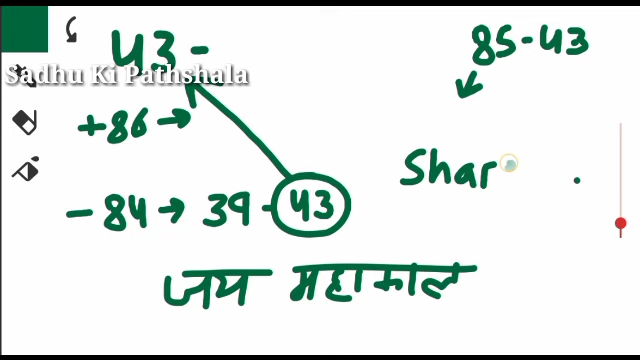 43 -
85 - 43
Sadhu Ki Pathshala
+86 →
Shar
- 84 → 39 - 43
जय महाकाल